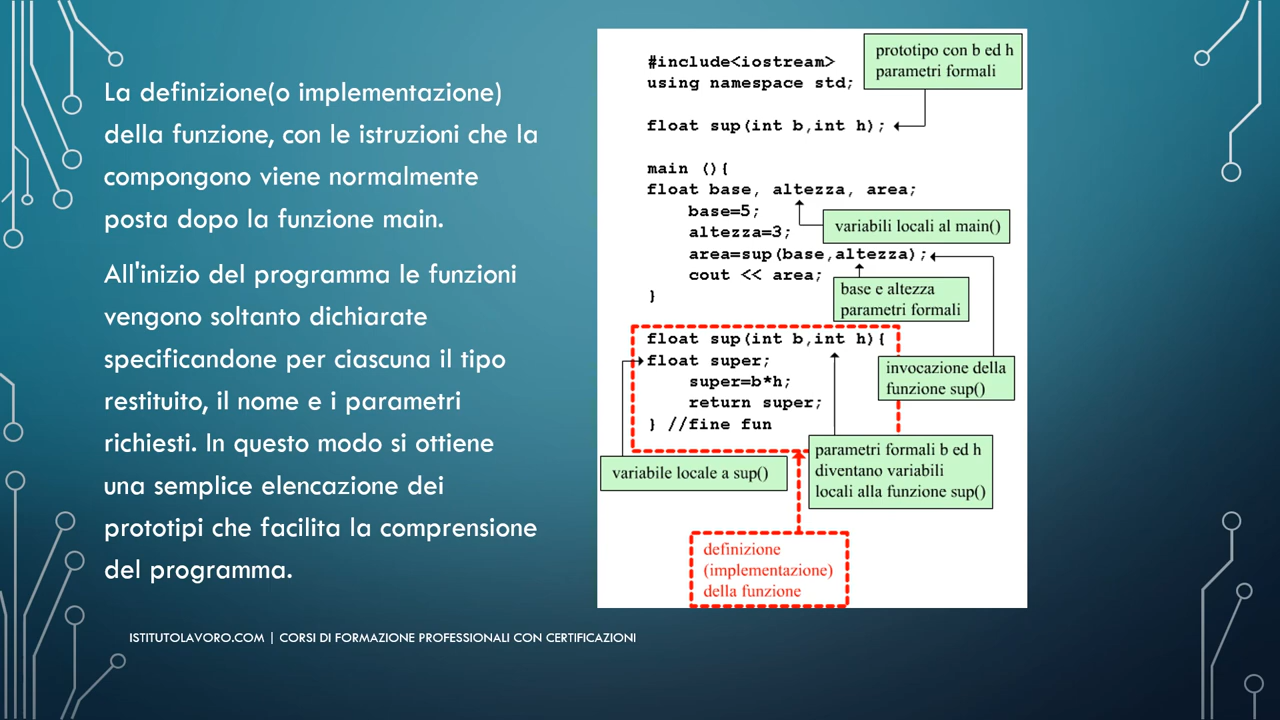 La definizione(o implementazione)
della funzione, con le istruzioni che la
compongono viene normalmente
posta dopo la funzione main.
All'inizio del programma le funzioni
vengono soltanto dichiarate
specificandone per ciascuna il tipo
restituito, il nome e i parametri
richiesti. In questo modo si ottiene
una semplice elencazione dei
prototipi che facilita la comprensione
del programma.
#include<iostream>
using namespace std;
prototipo con b ed h
parametri formali
float sup(int b,int h);
main (){
float base, altezza, area;
base=5;
altezza=3;
variabili locali al main()
area=sup(base,altezza);
cout << area;
}
base e altezza
parametri formali
float sup(int b,int h){
float super;
super=b*h;
return super;
} //fine fun
invocazione della
funzione sup()
variabile locale a sup()
parametri formali b ed h
diventano variabili
locali alla funzione sup()
definizione
(implementazione)
della funzione
ISTITUTOLAVORO.COM | CORSI DI FORMAZIONE PROFESSIONALI CON CERTIFICAZIONI